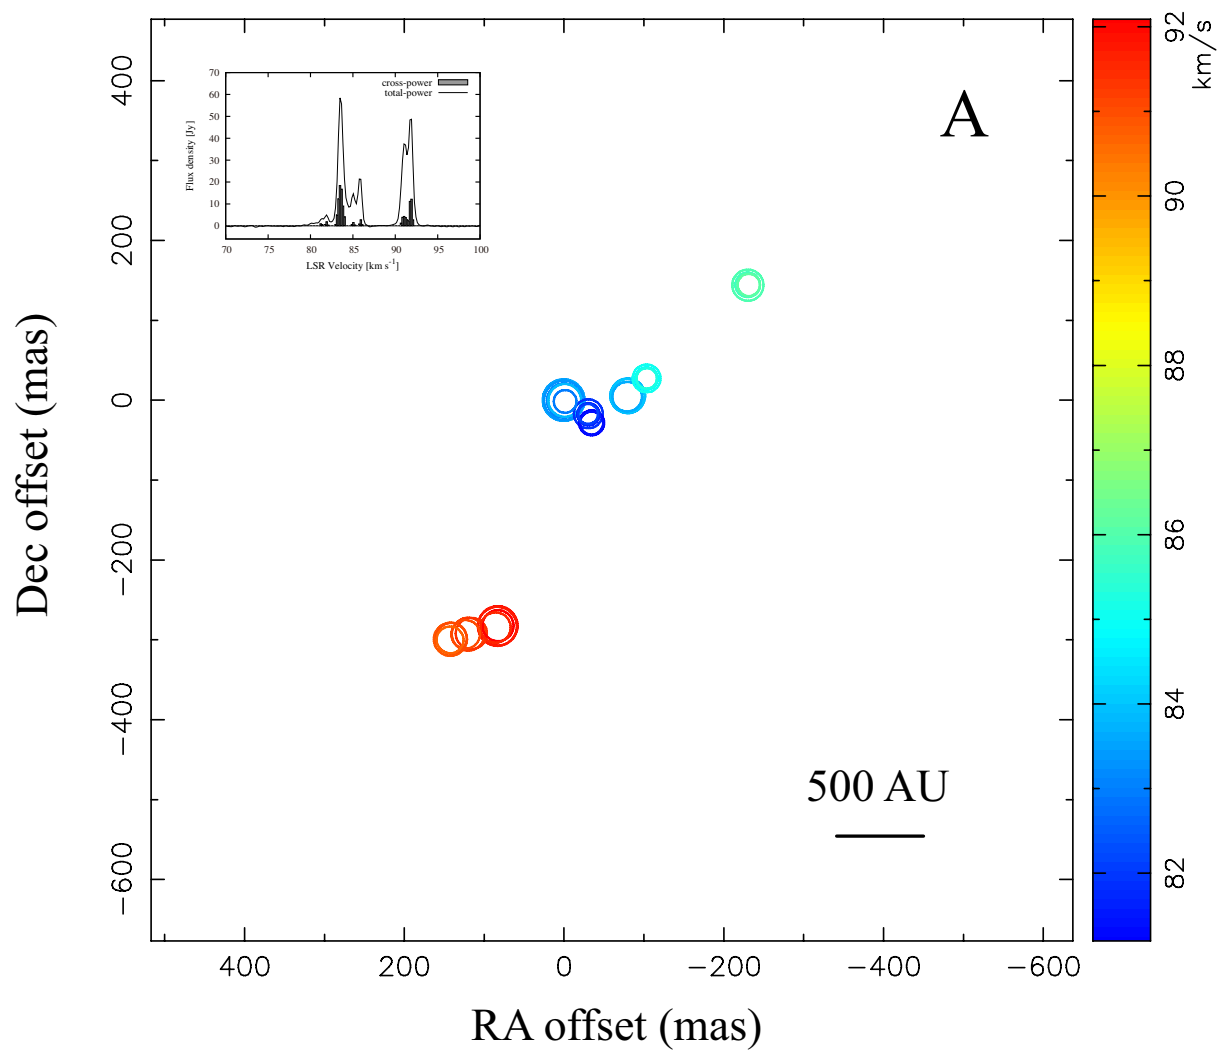 A
cross-power
total-power
70
60
50
40
30
20
10
0
Flux density [Jy]
70 75 80 85 90 95 100
LSR Velocity [km s-1]
400
200
0
−200
−400
−600
Dec offset (mas)
500 AU
400 200 0 −200 −400 −600
RA offset (mas)
92
90
88
86
84
82
km/s